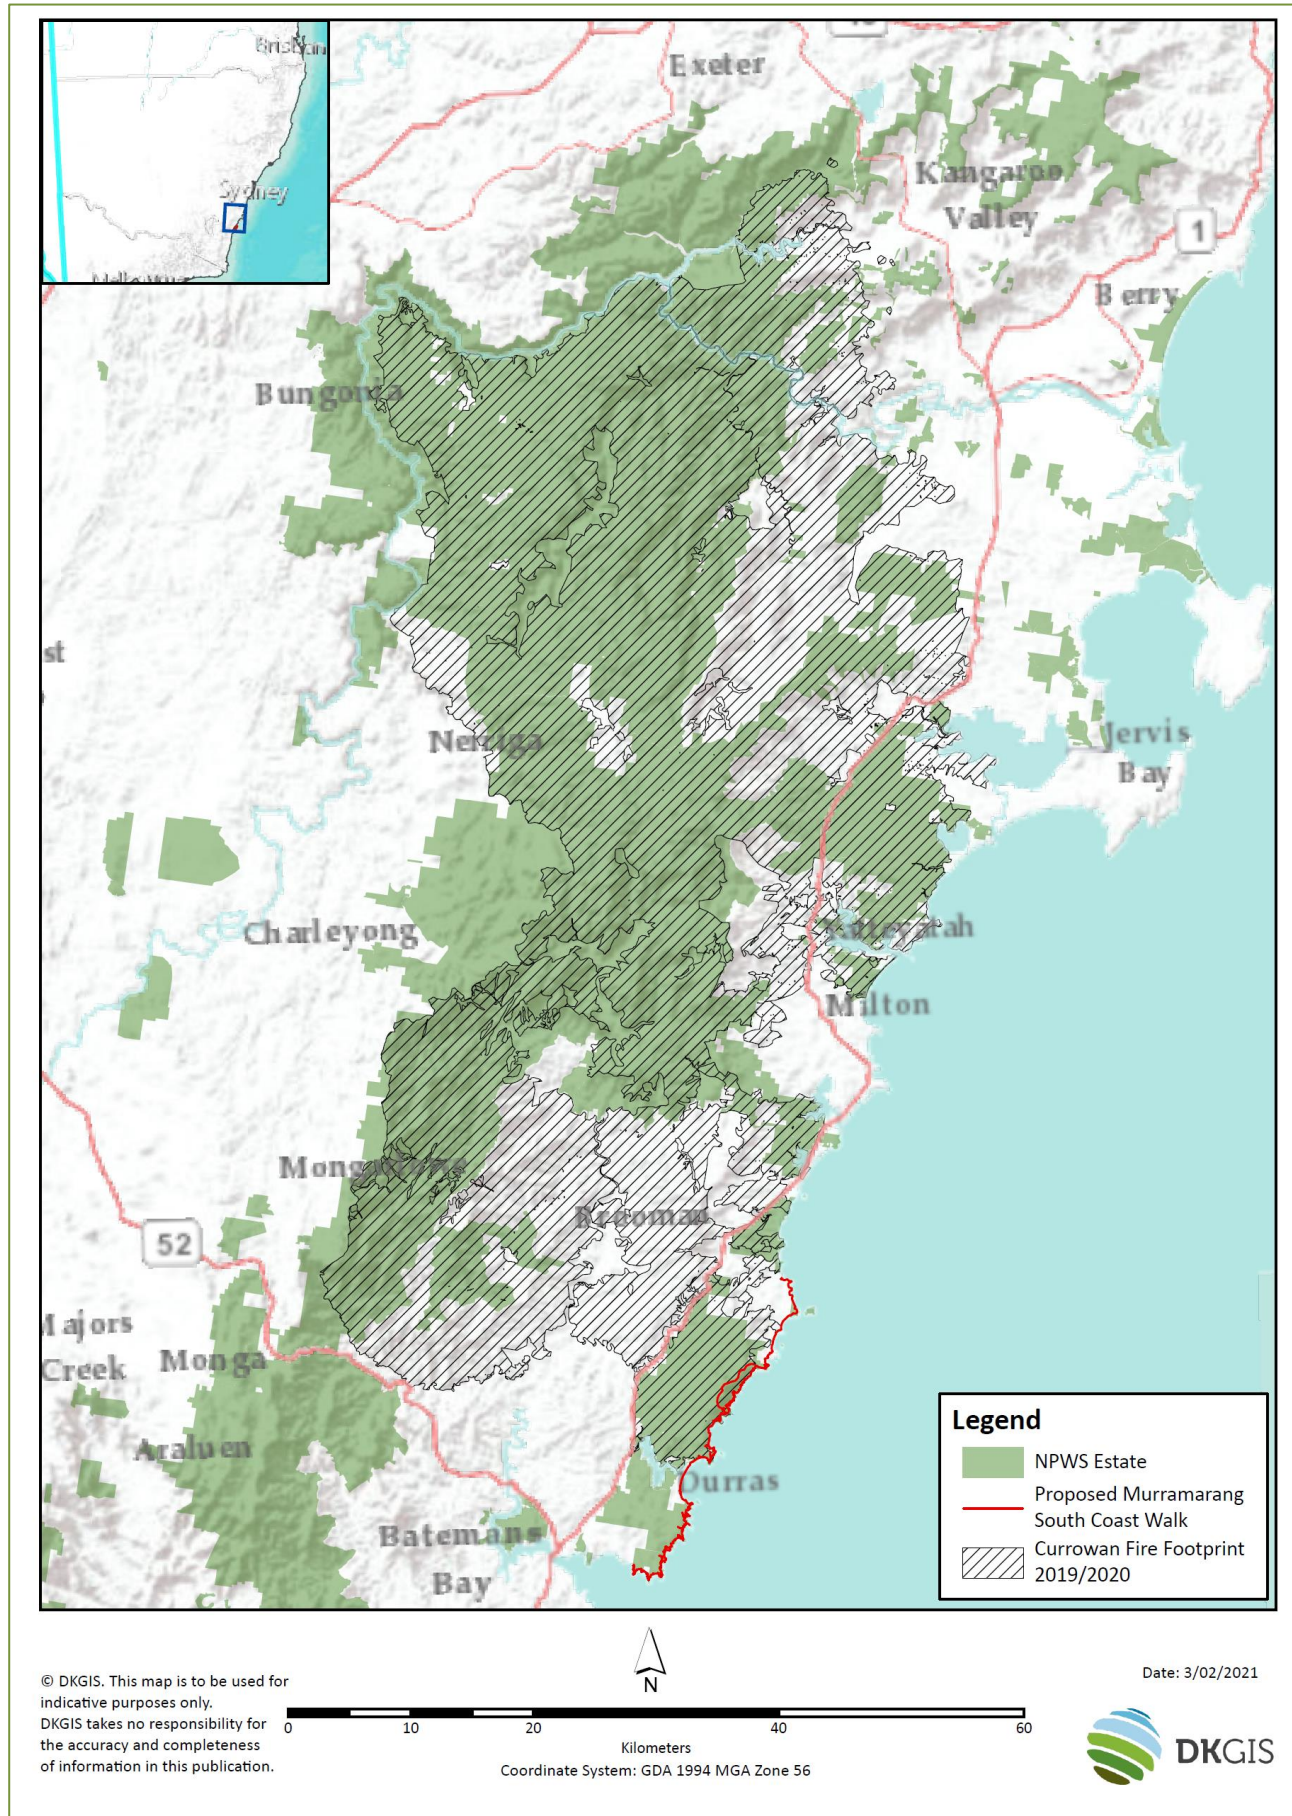 Brisban
Sydney
Exeter
Kangaroo
Valley
1
Berry
Bungonia
st
Nerriga
Jervis
Bay
Charleyong
Milton
Brooman
52
Majors
Creek
Monga
Araluen
Durras
Batemans
Bay
Legend
NPWS Estate
Proposed Murramarang
South Coast Walk
Currowan Fire Footprint
2019/2020
N
© DKGIS. This map is to be used for
indicative purposes only.
DKGIS takes no responsibility for
the accuracy and completeness
of information in this publication.
0 10 20 40 60
Kilometers
Coordinate System: GDA 1994 MGA Zone 56
Date: 3/02/2021
DKGIS